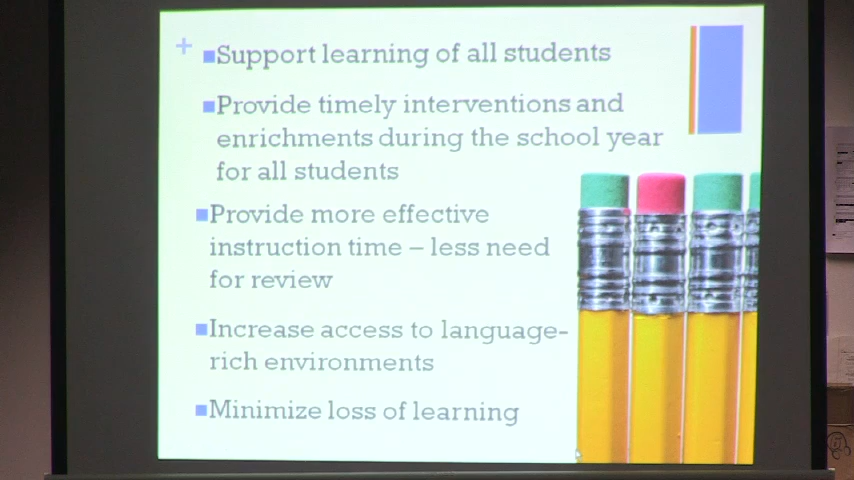 + Support learning of all students
Provide timely interventions and
enrichments during the school year
for all students
Provide more effective
instruction time – less need
for review
Increase access to language-
rich environments
Minimize loss of learning